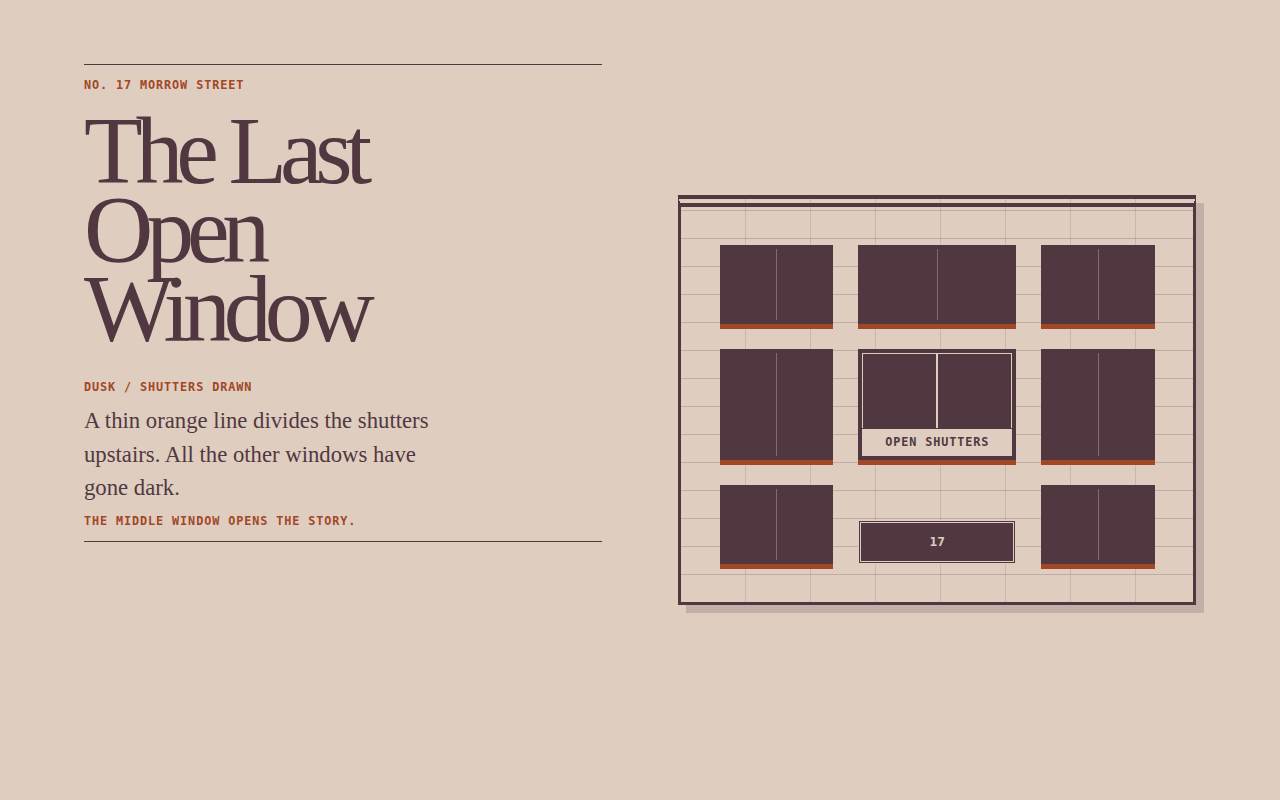 NO. 17 MORROW STREET
The Last
Open
Window
DUSK / SHUTTERS DRAWN
A thin orange line divides the shutters
upstairs. All the other windows have
gone dark.
THE MIDDLE WINDOW OPENS THE STORY.
OPEN SHUTTERS
17